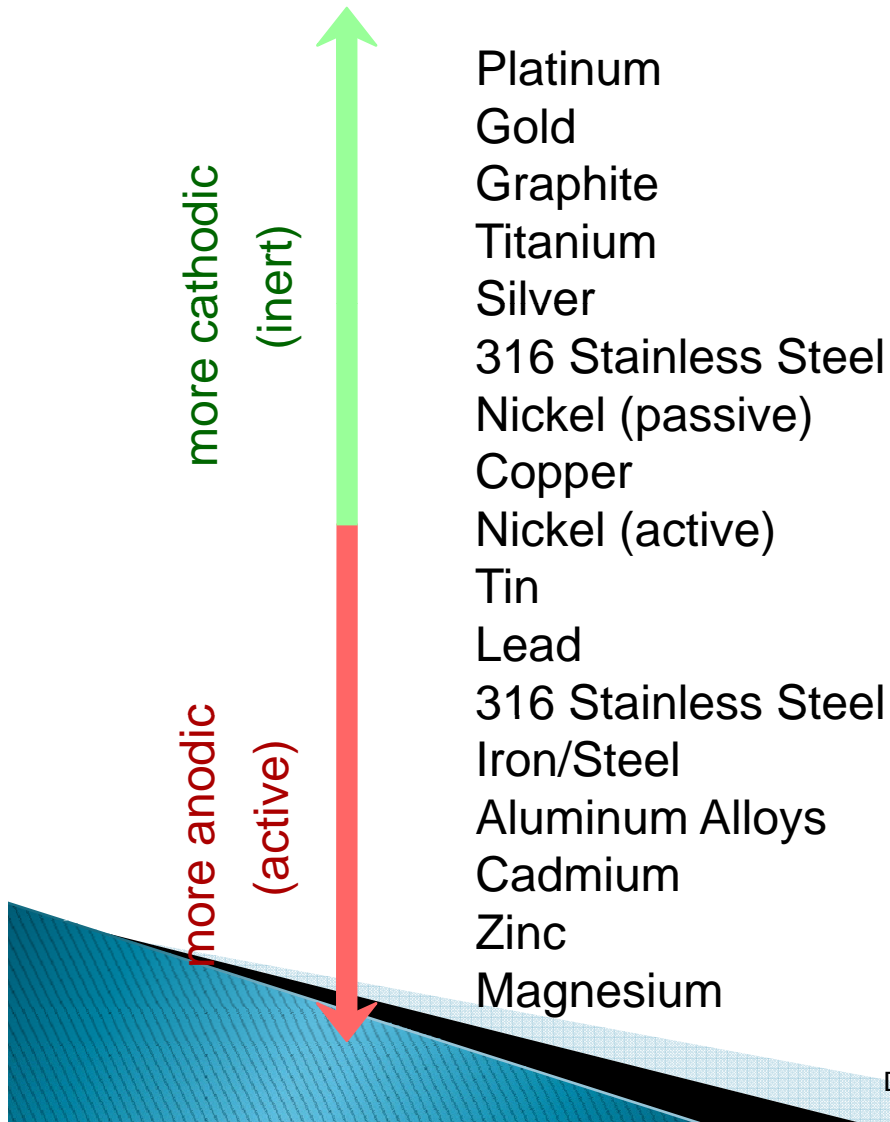 more cathodic
(inert)
more anodic
(active)
Platinum
Gold
Graphite
Titanium
Silver
316 Stainless Steel
Nickel (passive)
Copper
Nickel (active)
Tin
Lead
316 Stainless Steel
Iron/Steel
Aluminum Alloys
Cadmium
Zinc
Magnesium